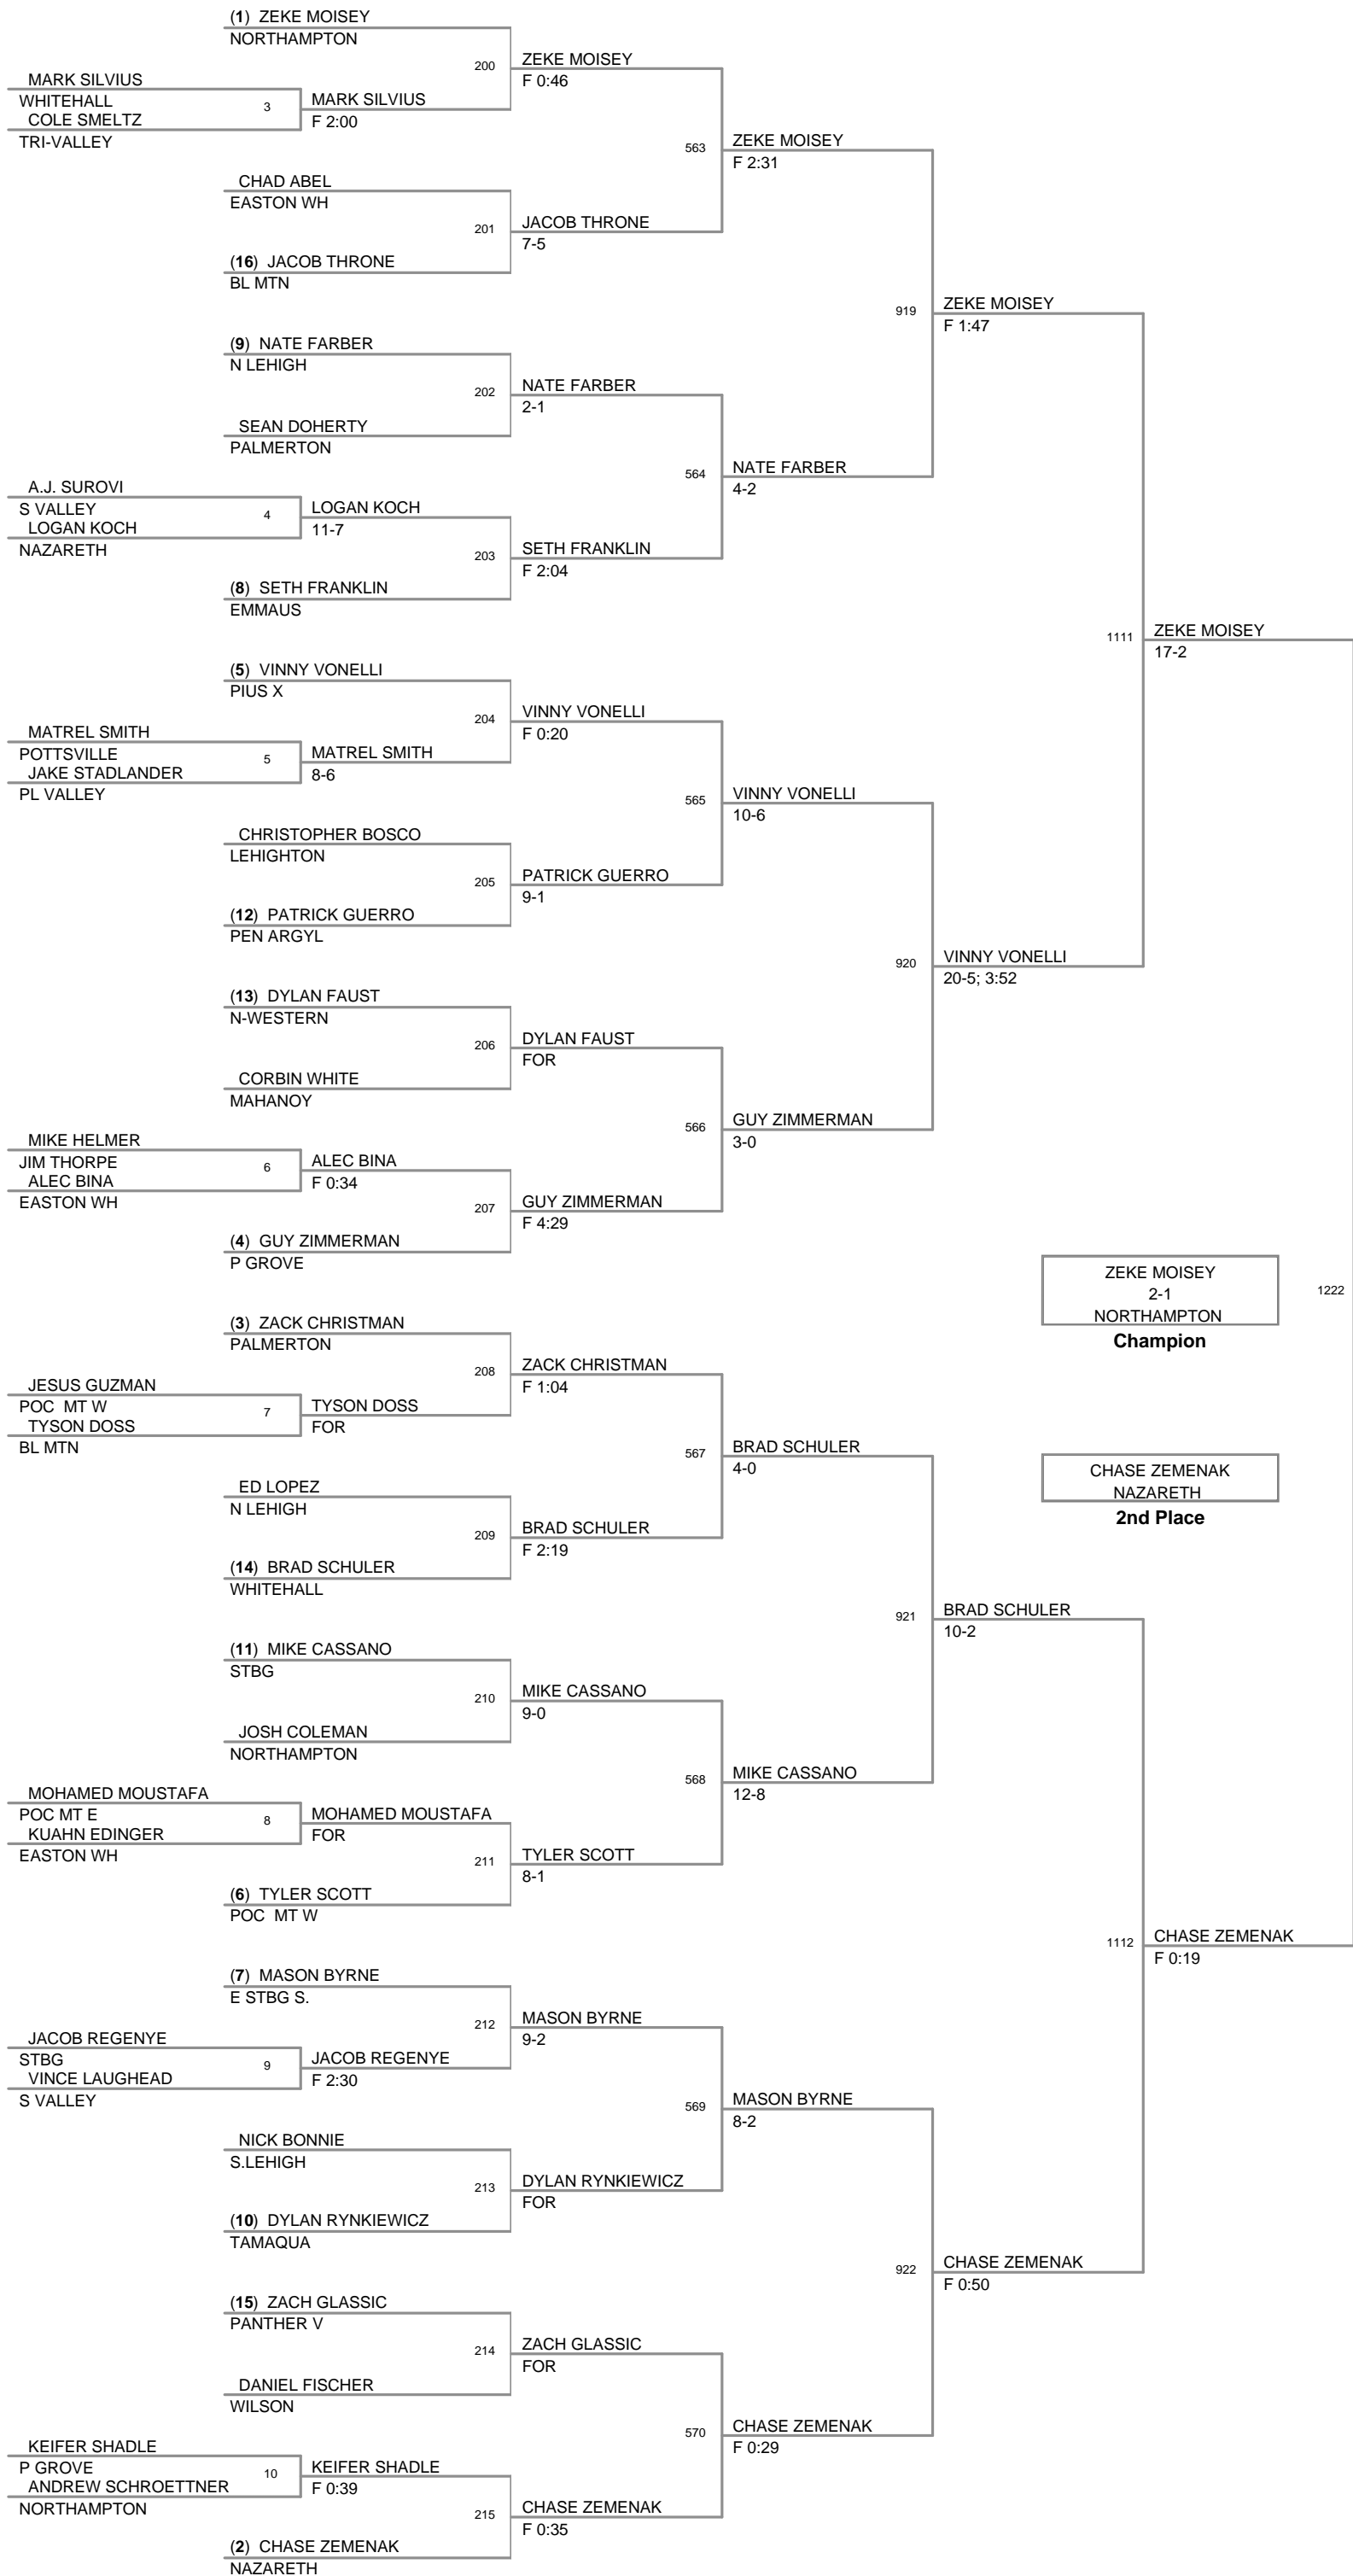 (1) ZEKE MOISEY
NORTHAMPTON
200
ZEKE MOISEY
F 0:46
MARK SILVIUS
WHITEHALL
3
COLE SMELTZ
TRI-VALLEY
MARK SILVIUS
F 2:00
563
ZEKE MOISEY
F 2:31
CHAD ABEL
EASTON WH
201
JACOB THRONE
7-5
(16) JACOB THRONE
BL MTN
919
ZEKE MOISEY
F 1:47
(9) NATE FARBER
N LEHIGH
202
NATE FARBER
2-1
SEAN DOHERTY
PALMERTON
564
NATE FARBER
4-2
A.J. SUROVI
S VALLEY
4
LOGAN KOCH
NAZARETH
LOGAN KOCH
11-7
203
SETH FRANKLIN
F 2:04
(8) SETH FRANKLIN
EMMAUS
1111
ZEKE MOISEY
17-2
(5) VINNY VONELLI
PIUS X
204
VINNY VONELLI
F 0:20
MATREL SMITH
POTTSVILLE
5
JAKE STADLANDER
PL VALLEY
MATREL SMITH
8-6
565
VINNY VONELLI
10-6
CHRISTOPHER BOSCO
LEHIGHTON
205
PATRICK GUERRO
9-1
(12) PATRICK GUERRO
PEN ARGYL
920
VINNY VONELLI
20-5; 3:52
(13) DYLAN FAUST
N-WESTERN
206
DYLAN FAUST
FOR
CORBIN WHITE
MAHANOY
566
GUY ZIMMERMAN
3-0
MIKE HELMER
JIM THORPE
6
ALEC BINA
EASTON WH
ALEC BINA
F 0:34
207
GUY ZIMMERMAN
F 4:29
(4) GUY ZIMMERMAN
P GROVE
ZEKE MOISEY
2-1
NORTHAMPTON
Champion
1222
(3) ZACK CHRISTMAN
PALMERTON
208
ZACK CHRISTMAN
F 1:04
JESUS GUZMAN
POC MT W
7
TYSON DOSS
BL MTN
TYSON DOSS
FOR
567
BRAD SCHULER
4-0
CHASE ZEMENAK
NAZARETH
2nd Place
ED LOPEZ
N LEHIGH
209
BRAD SCHULER
F 2:19
(14) BRAD SCHULER
WHITEHALL
921
BRAD SCHULER
10-2
(11) MIKE CASSANO
STBG
210
MIKE CASSANO
9-0
JOSH COLEMAN
NORTHAMPTON
568
MIKE CASSANO
12-8
MOHAMED MOUSTAFA
POC MT E
8
KUAHN EDINGER
EASTON WH
MOHAMED MOUSTAFA
FOR
211
TYLER SCOTT
8-1
(6) TYLER SCOTT
POC MT W
1112
CHASE ZEMENAK
F 0:19
(7) MASON BYRNE
E STBG S.
212
MASON BYRNE
9-2
JACOB REGENYE
STBG
9
VINCE LAUGHEAD
S VALLEY
JACOB REGENYE
F 2:30
569
MASON BYRNE
8-2
NICK BONNIE
S.LEHIGH
213
DYLAN RYNKIEWICZ
FOR
(10) DYLAN RYNKIEWICZ
TAMAQUA
922
CHASE ZEMENAK
F 0:50
(15) ZACH GLASSIC
PANTHER V
214
ZACH GLASSIC
FOR
DANIEL FISCHER
WILSON
570
CHASE ZEMENAK
F 0:29
KEIFER SHADLE
P GROVE
10
ANDREW SCHROETTNER
NORTHAMPTON
KEIFER SHADLE
F 0:39
215
CHASE ZEMENAK
F 0:35
(2) CHASE ZEMENAK
NAZARETH